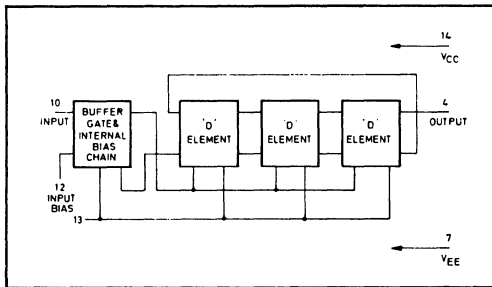 14
VCC
10
INPUT
BUFFER
GATE &
INTERNAL
BIAS
CHAIN
'D'
ELEMENT
'D'
ELEMENT
'D'
ELEMENT
4
OUTPUT
12
INPUT
BIAS
13
7
VEE